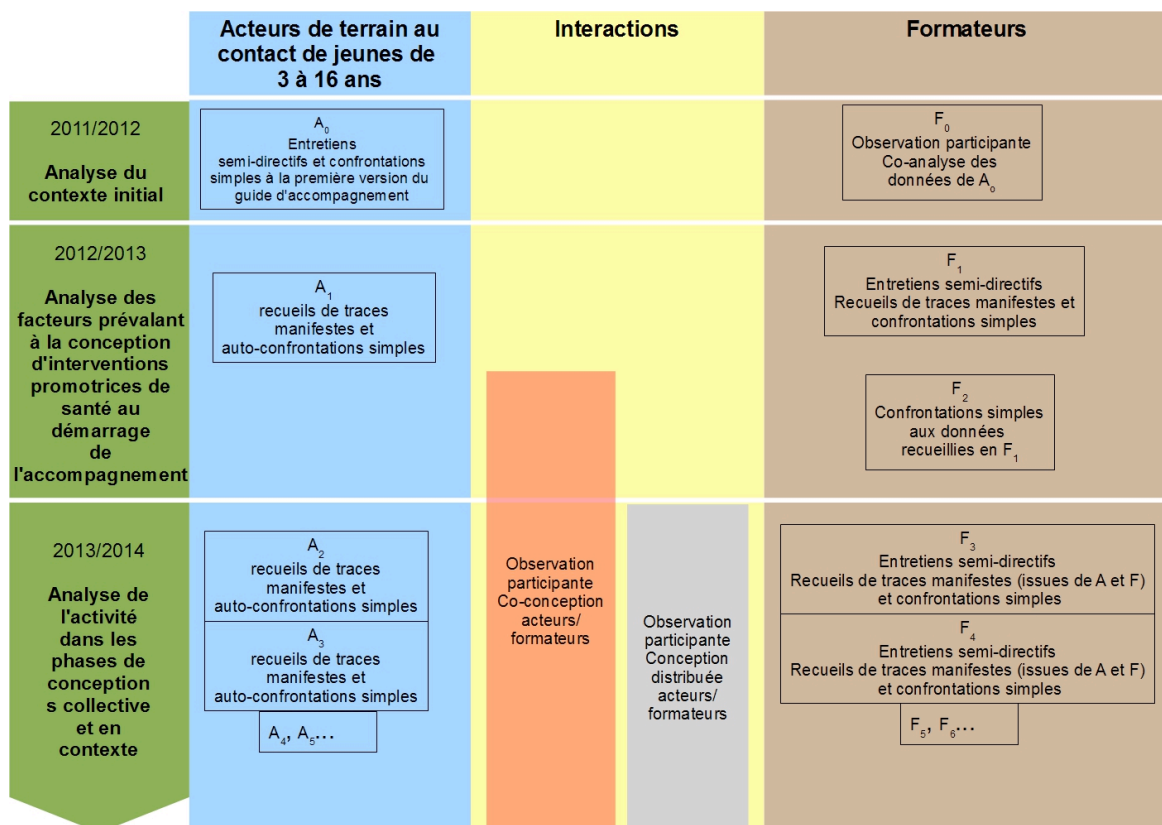 Acteurs de terrain au
contact de jeunes de
3 à 16 ans
Interactions
Formateurs
2011/2012
Analyse du
contexte initial
A₀
Entretiens
semi-directifs et confrontations
simples à la première version du
guide d'accompagnement
F₀
Observation participante
Co-analyse des
données de A₀
2012/2013
Analyse des
facteurs prévalant
à la conception
d'interventions
promotrices de
santé au
démarrage
de
l'accompagnement
A₁
recueils de traces
manifestes et
auto-confrontations simples
F₁
Entretiens semi-directifs
Recueils de traces manifestes et
confrontations simples
F₂
Confrontations simples
aux données
recueillies en F₁
2013/2014
Analyse de
l'activité
dans les
phases de
conception
s collective
et en
contexte
A₂
recueils de traces
manifestes et
auto-confrontations simples
A₃
recueils de traces
manifestes et
auto-confrontations simples
A₄, A₅...
Observation
participante
Co-conception
acteurs/
formateurs
Observation
participante
Conception
distribuée
acteurs/
formateurs
F₃
Entretiens semi-directifs
Recueils de traces manifestes (issues de A et F)
et confrontations simples
F₄
Entretiens semi-directifs
Recueils de traces manifestes (issues de A et F)
et confrontations simples
F₅, F₆...